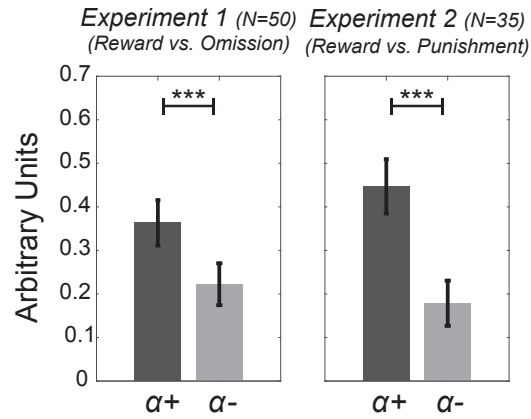 Experiment 1 (N=50)
(Reward vs. Omission)
Experiment 2 (N=35)
(Reward vs. Punishment)
Arbitrary Units
0.7
0.6
0.5
0.4
0.3
0.2
0.1
0
***
***
α+
α-
α+
α-